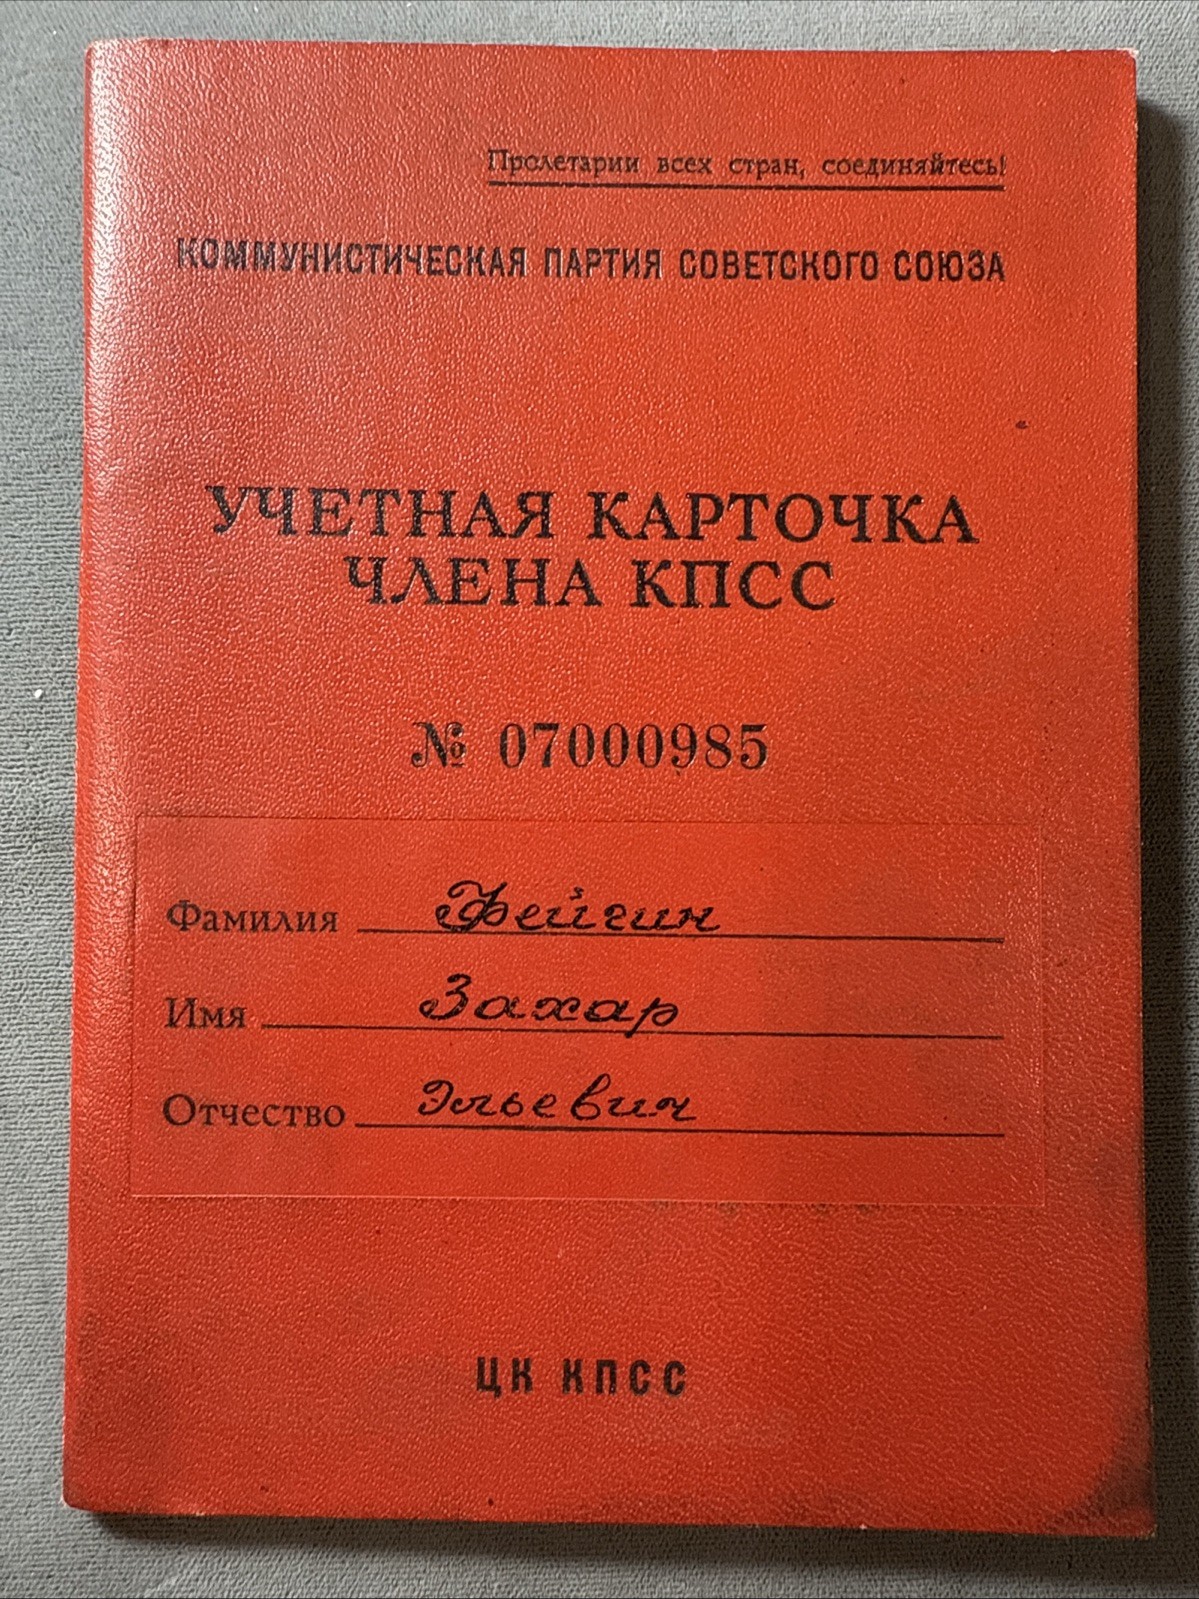 Пролетарии всех стран, соединяйтесь!
КОММУНИСТИЧЕСКАЯ ПАРТИЯ СОВЕТСКОГО СОЮЗА
УЧЕТНАЯ КАРТОЧКА
ЧЛЕНА КПСС
№ 07000985
Фамилия Фейгин
Имя Захар
Отчество Эльевич
ЦК КПСС